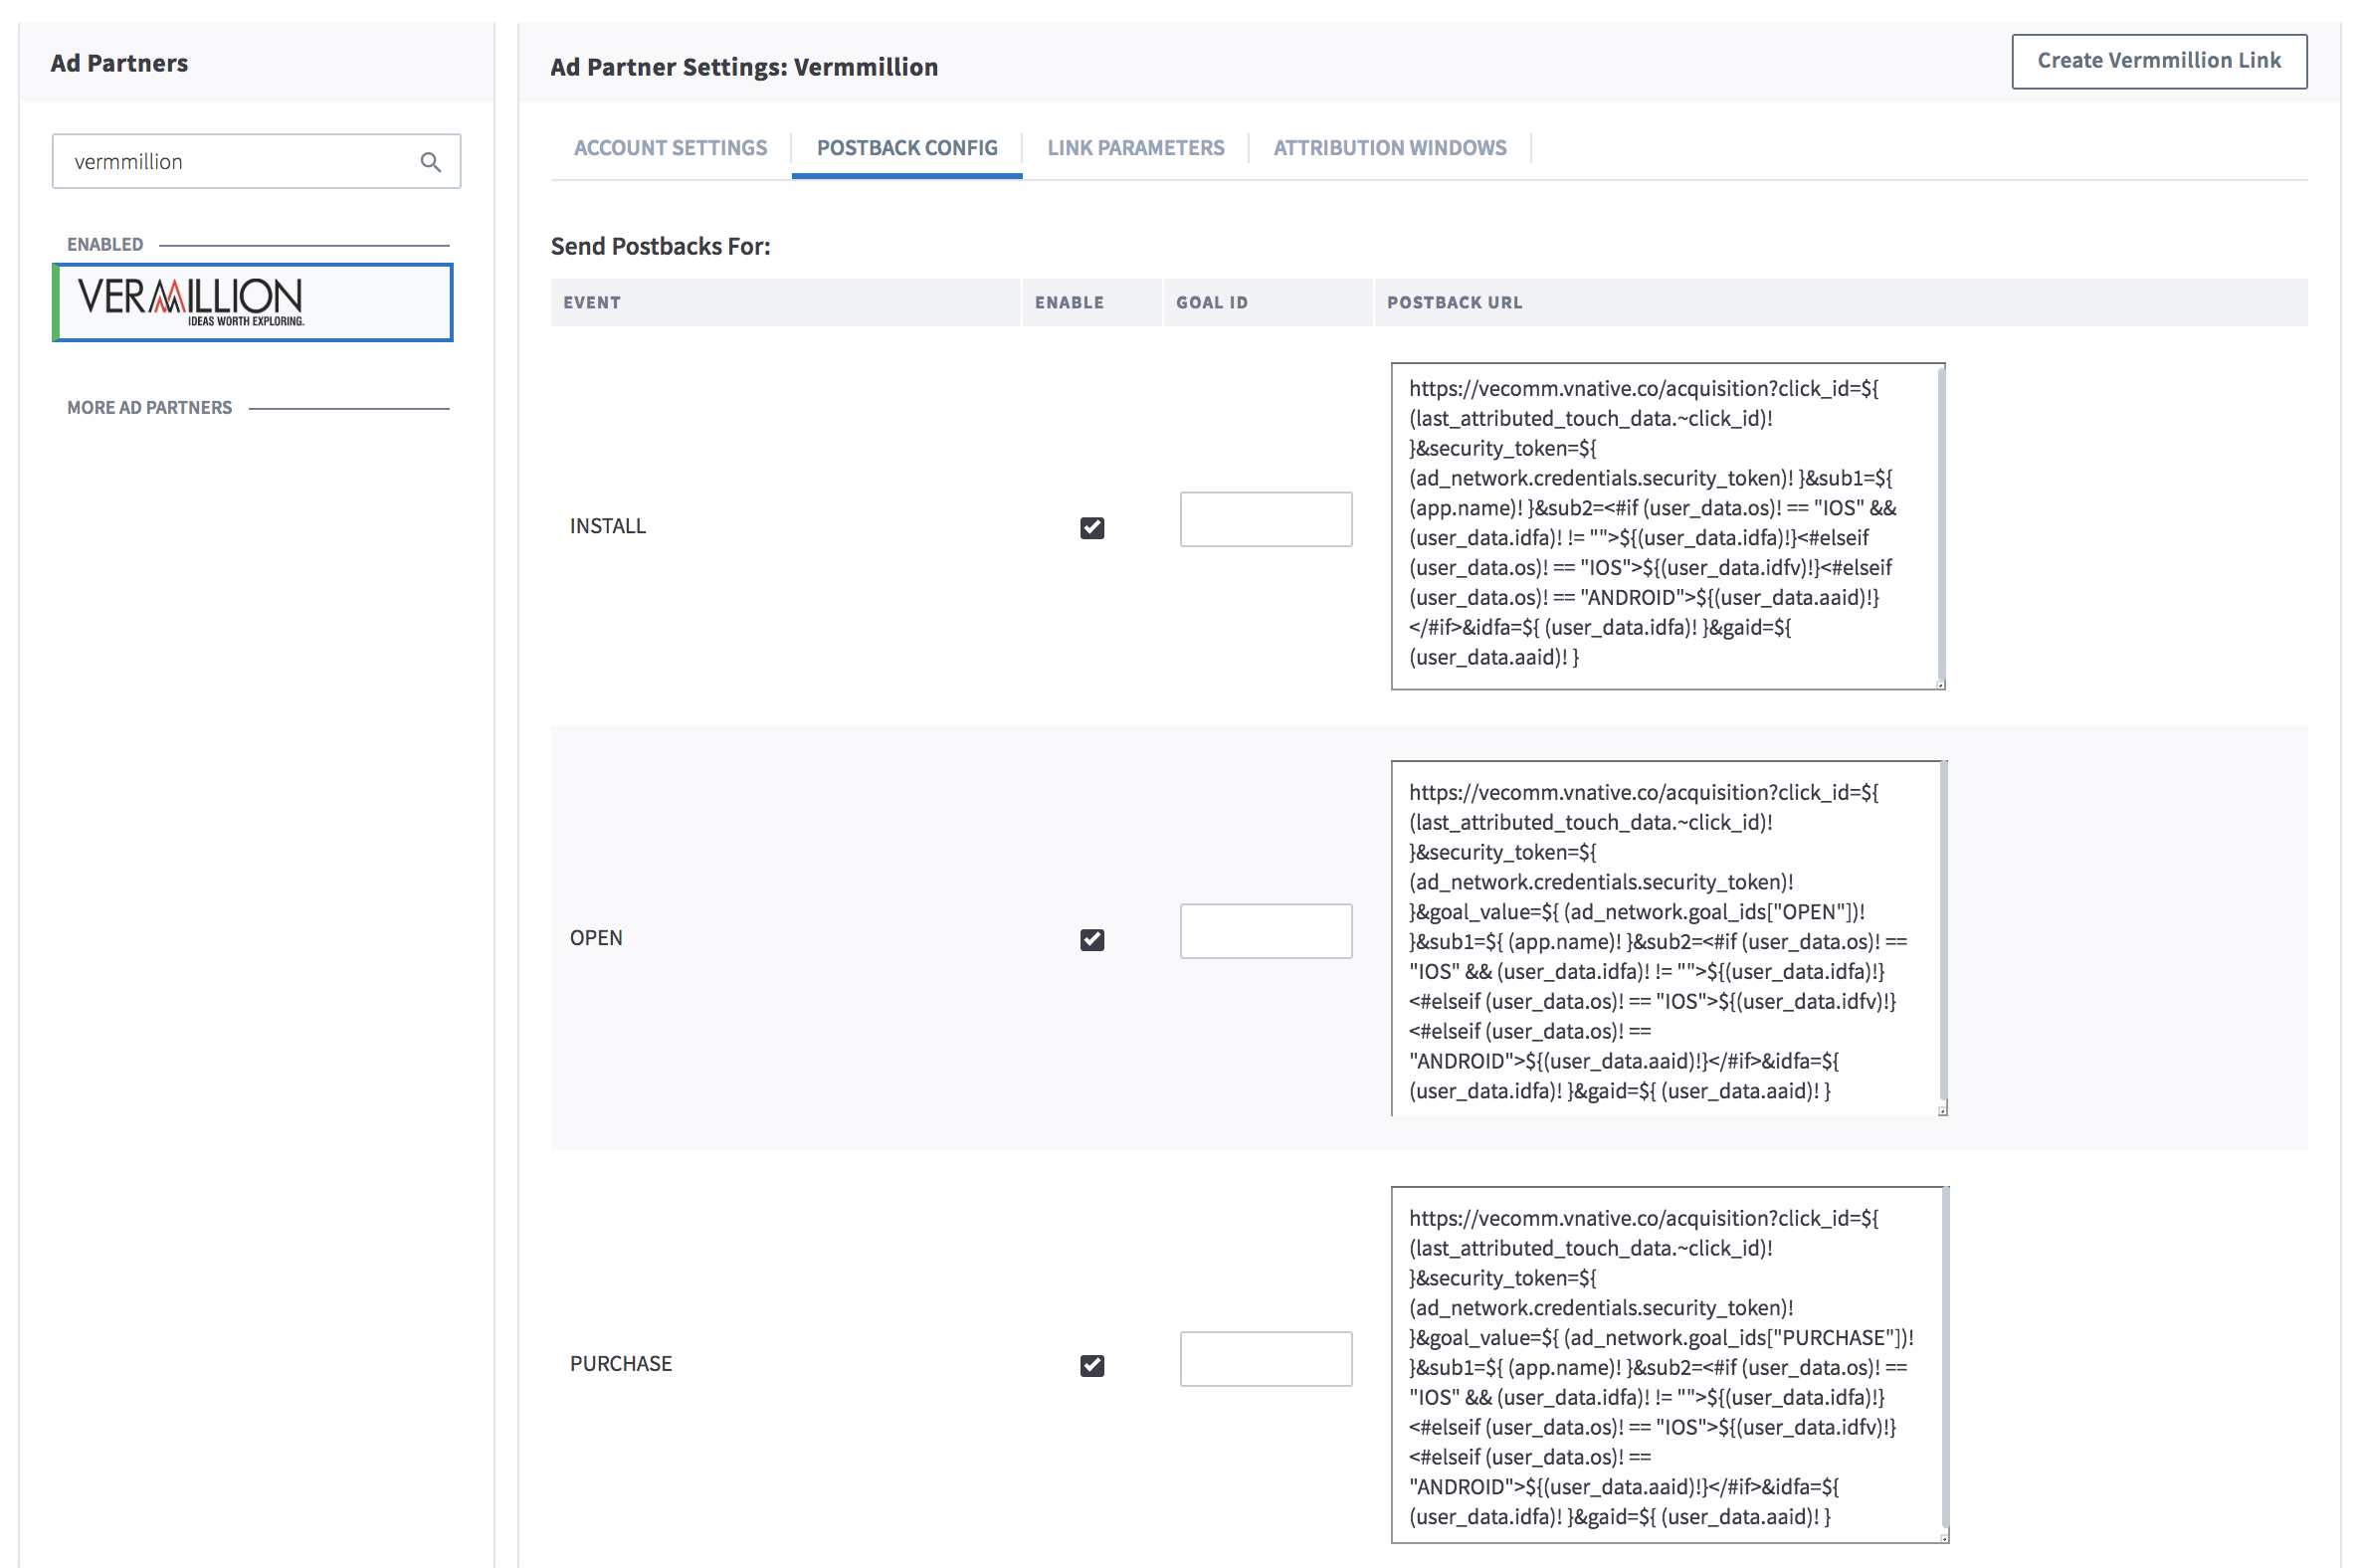 Ad Partners
vermmillion
ENABLED
VERMILLION
IDEAS WORTH EXPLORING.
MORE AD PARTNERS
Ad Partner Settings: Vermmillion
Create Vermmillion Link
ACCOUNT SETTINGS
POSTBACK CONFIG
LINK PARAMETERS
ATTRIBUTION WINDOWS
Send Postbacks For:
EVENT
ENABLE
GOAL ID
POSTBACK URL
INSTALL
https://vecomm.vnative.co/acquisition?click_id=${
(last_attributed_touch_data.~click_id)!
}&security_token=${
(ad_network.credentials.security_token)! }&sub1=${
(app.name)! }&sub2=<#if (user_data.os)! == "IOS" &&
(user_data.idfa)! != "">${(user_data.idfa)!}<#elseif
(user_data.os)! == "IOS">${(user_data.idfv)!}<#elseif
(user_data.os)! == "ANDROID">${(user_data.aaid)!}
</#if>&idfa=${ (user_data.idfa)! }&gaid=${
(user_data.aaid)! }
OPEN
https://vecomm.vnative.co/acquisition?click_id=${
(last_attributed_touch_data.~click_id)!
}&security_token=${
(ad_network.credentials.security_token)!
}&goal_value=${ (ad_network.goal_ids["OPEN"])!
}&sub1=${ (app.name)! }&sub2=<#if (user_data.os)! ==
"IOS" && (user_data.idfa)! != "">${(user_data.idfa)!}
<#elseif (user_data.os)! == "IOS">${(user_data.idfv)!}
<#elseif (user_data.os)! ==
"ANDROID">${(user_data.aaid)!}</#if>&idfa=${
(user_data.idfa)! }&gaid=${ (user_data.aaid)! }
PURCHASE
https://vecomm.vnative.co/acquisition?click_id=${
(last_attributed_touch_data.~click_id)!
}&security_token=${
(ad_network.credentials.security_token)!
}&goal_value=${ (ad_network.goal_ids["PURCHASE"])!
}&sub1=${ (app.name)! }&sub2=<#if (user_data.os)! ==
"IOS" && (user_data.idfa)! != "">${(user_data.idfa)!}
<#elseif (user_data.os)! == "IOS">${(user_data.idfv)!}
<#elseif (user_data.os)! ==
"ANDROID">${(user_data.aaid)!}</#if>&idfa=${
(user_data.idfa)! }&gaid=${ (user_data.aaid)! }